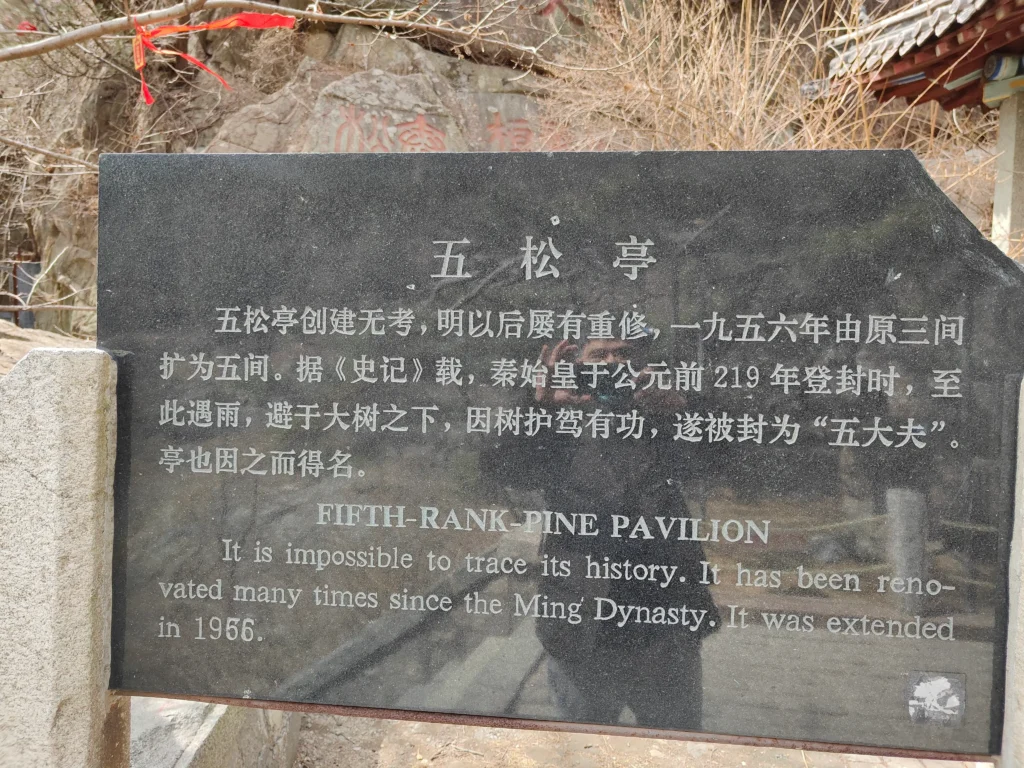 五松亭
五松亭创建无考，明以后屡有重修，一九五六年由原三间
扩为五间。据《史记》载，秦始皇于公元前219年登封时，至
此遇雨，避于大树之下，因树护驾有功，遂被封为“五大夫”。
亭也因之而得名。
FIFTH-RANK-PINE PAVILION
It is impossible to trace its history. It has been reno-
vated many times since the Ming Dynasty. It was extended
in 1956.